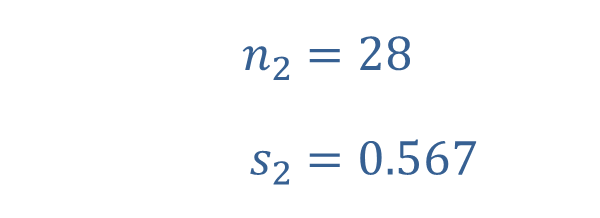 n₂ = 28
s₂ = 0.567